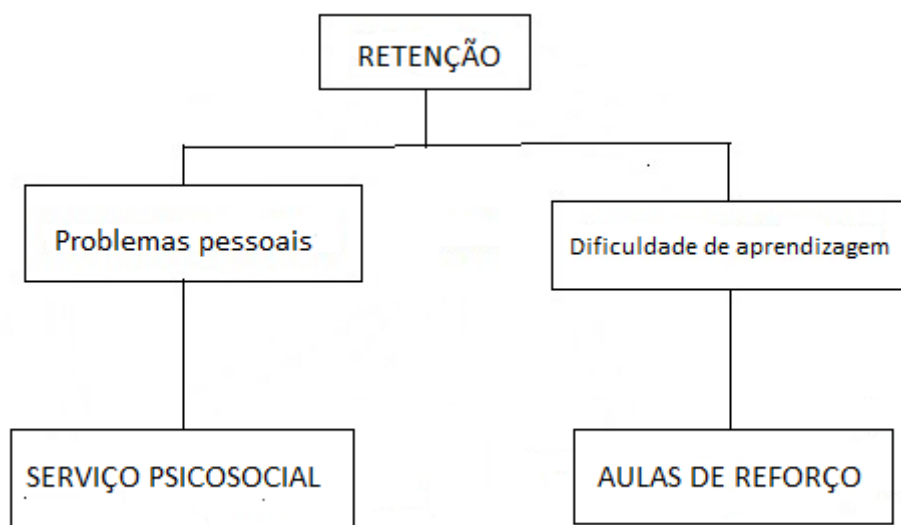 RETENÇÃO
Problemas pessoais
Dificuldade de aprendizagem
SERVIÇO PSICOSOCIAL
AULAS DE REFORÇO